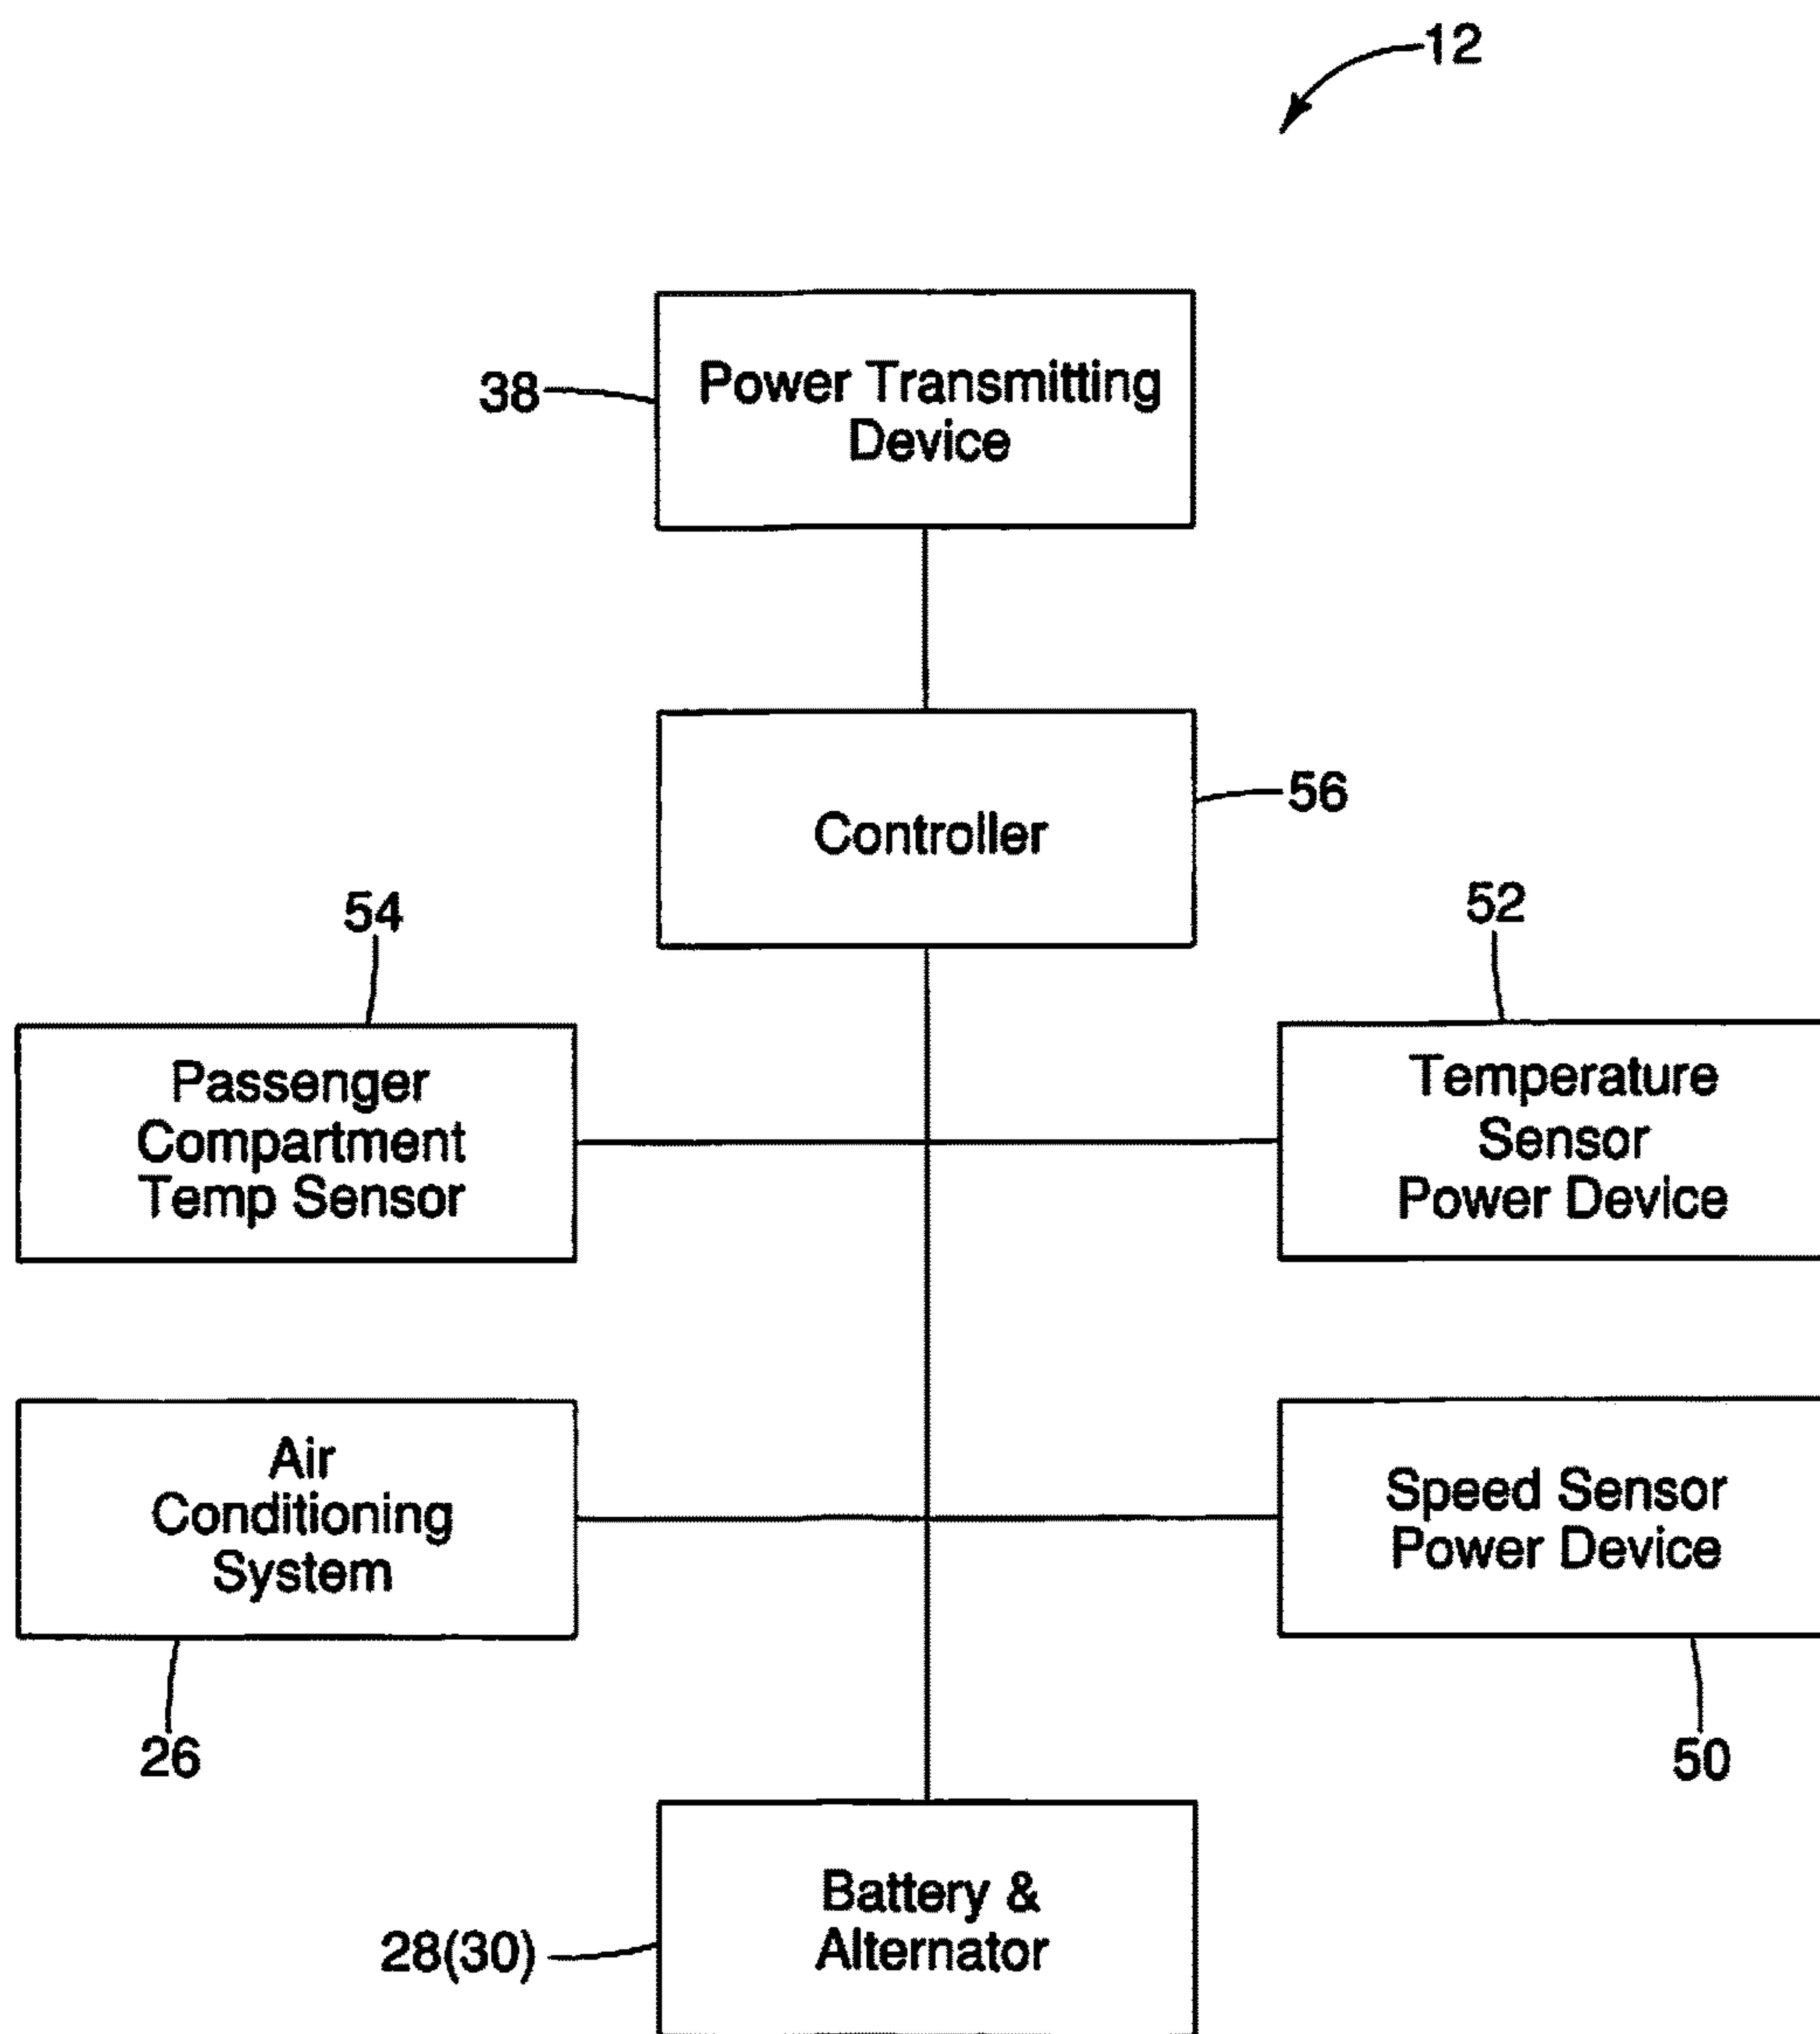 12
38
Power Transmitting
Device
56
Controller
54
52
Passenger
Compartment
Temp Sensor
Temperature
Sensor
Power Device
Air
Conditioning
System
Speed Sensor
Power Device
26
50
28(30)
Battery &
Alternator